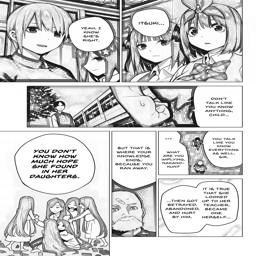 YEAH, I
KNOW
SHE'S
RIGHT.
ITSUKI...
DON'T
TALK LIKE
YOU KNOW
ANYTHING,
CHILD...
YOU TALK
LIKE YOU
KNOW
EVERYTHING
AS WELL,
SIR.
...
WHAT ARE
YOU
IMPLYING,
NAKANO-
KUN?
BUT THAT IS
WHERE YOUR
KNOWLEDGE
ENDS,
BECAUSE YOU
RAN AWAY.
YOU DON'T
KNOW HOW
MUCH HOPE
SHE FOUND
IN HER
DAUGHTERS.
IT IS TRUE
THAT SHE
LOOKED
UP TO HER
TEACHER,
BECAME ONE
HERSELF...
...THEN GOT
BETRAYED,
ABANDONED,
AND HURT
BY HIM.